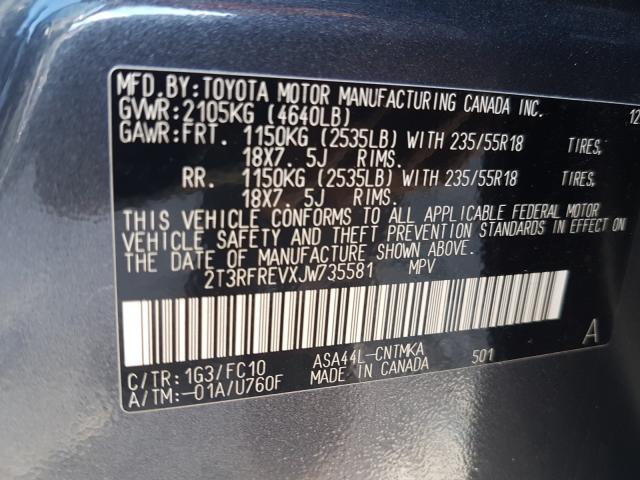 MFD.BY:TOYOTA MOTOR MANUFACTURING CANADA INC. 12
GVWR:2105KG (4640LB)
GAWR:FRT. 1150KG (2535LB) WITH 235/55R18 TIRES,
18X7. 5J RIMS.
RR. 1150KG (2535LB) WITH 235/55R18 TIRES,
18X7. 5J RIMS.
THIS VEHICLE CONFORMS TO ALL APPLICABLE FEDERAL MOTOR
VEHICLE SAFETY AND THEFT PREVENTION STANDARDS IN EFFECT ON
THE DATE OF MANUFACTURE SHOWN ABOVE.
2T3RFREVXJW735581 MPV
A
C/TR:1G3/FC10 ASA44L-CNTMKA 501
A/TM:-01A/U760F MADE IN CANADA